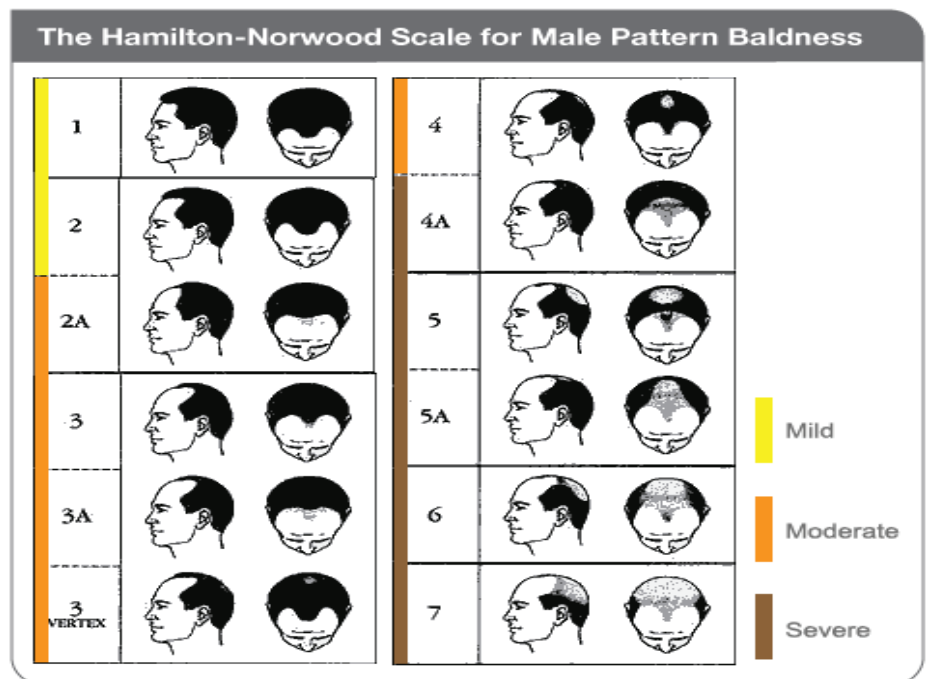 The Hamilton-Norwood Scale for Male Pattern Baldness
1
2
2A
3
3A
3
VERTEX
4
4A
5
5A
6
7
Mild
Moderate
Severe